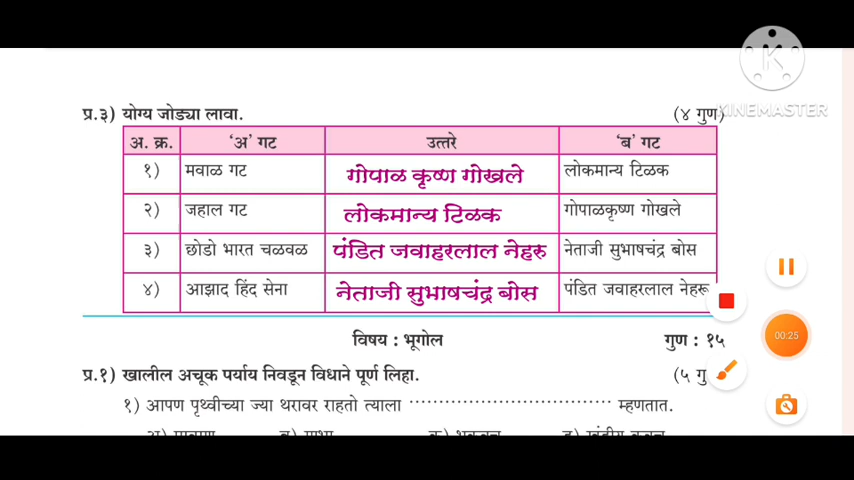 KINEMASTER
प्र.३) योग्य जोड्या लावा. (४ गुण)
अ. क्र. 'अ' गट उत्तरे 'ब' गट
१) मवाळ गट गोपाळ कृष्ण गोखले लोकमान्य टिळक
२) जहाल गट लोकमान्य टिळक गोपाळकृष्ण गोखले
३) छोडो भारत चळवळ पंडित जवाहरलाल नेहरु नेताजी सुभाषचंद्र बोस
४) आझाद हिंद सेना नेताजी सुभाषचंद्र बोस पंडित जवाहरलाल नेहरू
विषय : भूगोल गुण : १५
00:25
प्र.१) खालील अचूक पर्याय निवडून विधाने पूर्ण लिहा. (५ गु
१) आपण पृथ्वीच्या ज्या थरावर राहतो त्याला .................................. म्हणतात.